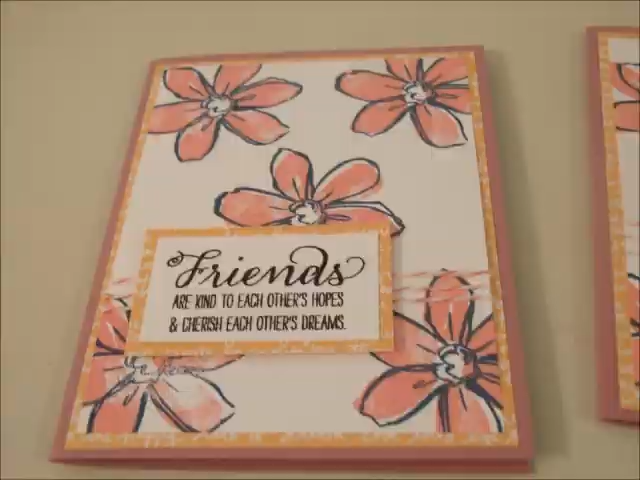 Friends
ARE KIND TO EACH OTHER'S HOPES
& CHERISH EACH OTHER'S DREAMS.